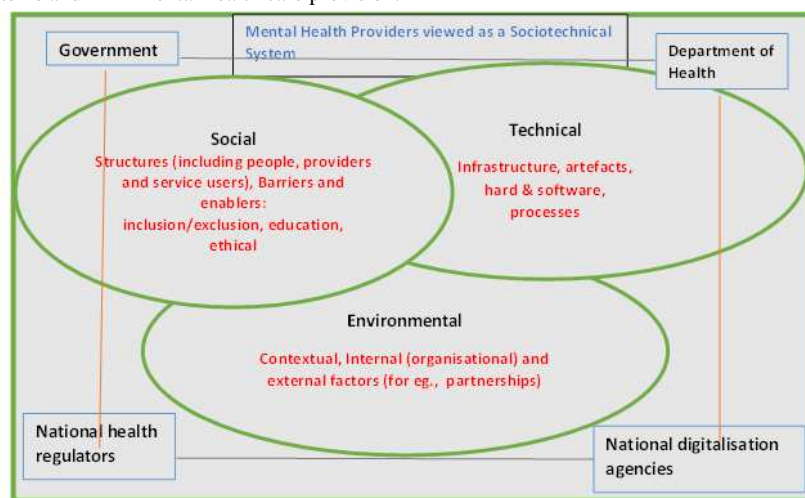 Mental Health Providers viewed as a Sociotechnical
System
Government
Department of
Health
Social
Structures (including people, providers
and service users), Barriers and
enablers:
inclusion/exclusion, education,
ethical
Technical
Infrastructure, artefacts,
hard & software,
processes
Environmental
Contextual, Internal (organisational) and
external factors (for eg., partnerships)
National health
regulators
National digitalisation
agencies